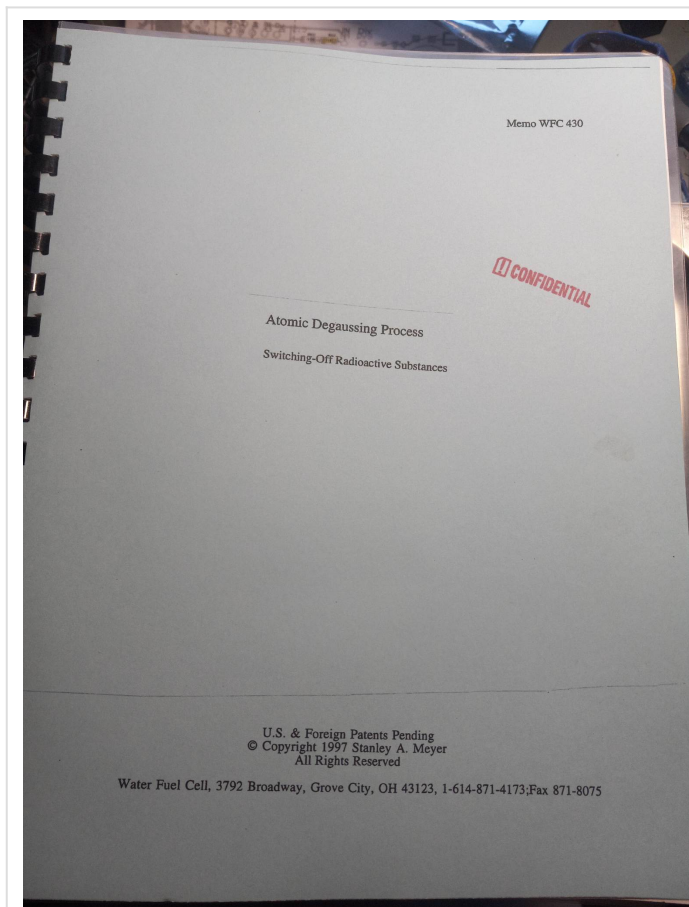 Memo WFC 430
CONFIDENTIAL
Atomic Degaussing Process
Switching-Off Radioactive Substances
U.S. & Foreign Patents Pending
© Copyright 1997 Stanley A. Meyer
All Rights Reserved
Water Fuel Cell, 3792 Broadway, Grove City, OH 43123, 1-614-871-4173;Fax 871-8075